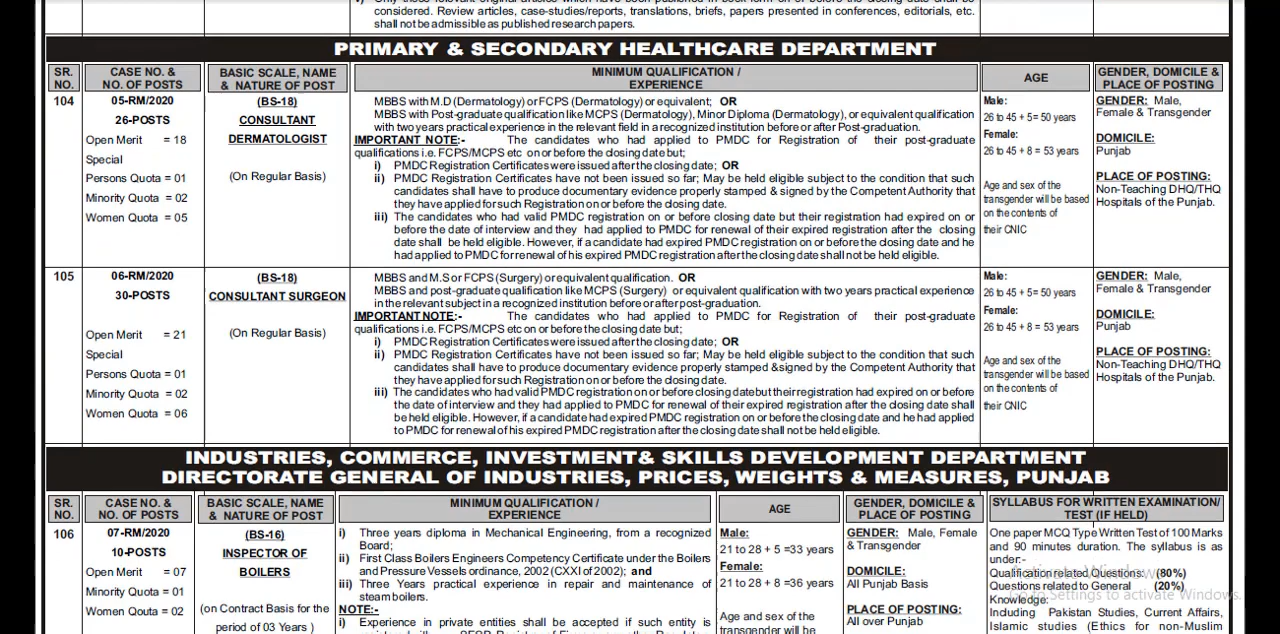 considered. Review articles, case-studies/reports, translations, briefs, papers presented in conferences, editorials, etc.
shall not be admissible as published research papers.
PRIMARY & SECONDARY HEALTHCARE DEPARTMENT
SR. NO.
CASE NO. & NO. OF POSTS
BASIC SCALE, NAME & NATURE OF POST
MINIMUM QUALIFICATION / EXPERIENCE
AGE
GENDER, DOMICILE & PLACE OF POSTING
104
05-RM/2020
26-POSTS
Open Merit = 18
Special
Persons Quota = 01
Minority Quota = 02
Women Quota = 05
(BS-18)
CONSULTANT
DERMATOLOGIST
(On Regular Basis)
MBBS with M.D (Dermatology) or FCPS (Dermatology) or equivalent; OR
MBBS with Post-graduate qualification like MCPS (Dermatology), Minor Diploma (Dermatology), or equivalent qualification
with two years practical experience in the relevant field in a recognized institution before or after Post-graduation.
IMPORTANT NOTE:- The candidates who had applied to PMDC for Registration of their post-graduate
qualifications i.e. FCPS/MCPS etc on or before the closing date but;
i) PMDC Registration Certificates were issued after the closing date; OR
ii) PMDC Registration Certificates have not been issued so far; May be held eligible subject to the condition that such
candidates shall have to produce documentary evidence properly stamped & signed by the Competent Authority that
they have applied for such Registration on or before the closing date.
iii) The candidates who had valid PMDC registration on or before closing date but their registration had expired on or
before the date of interview and they had applied to PMDC for renewal of their expired registration after the closing
date shall be held eligible. However, if a candidate had expired PMDC registration on or before the closing date and he
had applied to PMDC for renewal of his expired PMDC registration after the closing date shall not be held eligible.
Male:
26 to 45 + 5= 50 years
Female:
26 to 45 + 8 = 53 years
Age and sex of the
transgender will be based
on the contents of
their CNIC
GENDER: Male,
Female & Transgender
DOMICILE:
Punjab
PLACE OF POSTING:
Non-Teaching DHQ/THQ
Hospitals of the Punjab.
105
06-RM/2020
30-POSTS
Open Merit = 21
Special
Persons Quota = 01
Minority Quota = 02
Women Quota = 06
(BS-18)
CONSULTANT SURGEON
(On Regular Basis)
MBBS and M.S or FCPS (Surgery) or equivalent qualification. OR
MBBS and post-graduate qualification like MCPS (Surgery) or equivalent qualification with two years practical experience
in the relevant subject in a recognized institution before or after post-graduation.
IMPORTANT NOTE:- The candidates who had applied to PMDC for Registration of their post-graduate
qualifications i.e. FCPS/MCPS etc on or before the closing date but;
i) PMDC Registration Certificates were issued after the closing date; OR
ii) PMDC Registration Certificates have not been issued so far; May be held eligible subject to the condition that such
candidates shall have to produce documentary evidence properly stamped &signed by the Competent Authority that
they have applied for such Registration on or before the closing date.
iii) The candidates who had valid PMDC registration on or before closing date but their registration had expired on or before
the date of interview and they had applied to PMDC for renewal of their expired registration after the closing date shall
be held eligible. However, if a candidate had expired PMDC registration on or before the closing date and he had applied
to PMDC for renewal of his expired PMDC registration after the closing date shall not be held eligible.
Male:
26 to 45 + 5= 50 years
Female:
26 to 45 + 8 = 53 years
Age and sex of the
transgender will be based
on the contents of
their CNIC
GENDER: Male,
Female & Transgender
DOMICILE:
Punjab
PLACE OF POSTING:
Non-Teaching DHQ/THQ
Hospitals of the Punjab.
INDUSTRIES, COMMERCE, INVESTMENT& SKILLS DEVELOPMENT DEPARTMENT
DIRECTORATE GENERAL OF INDUSTRIES, PRICES, WEIGHTS & MEASURES, PUNJAB
SR. NO.
CASE NO. & NO. OF POSTS
BASIC SCALE, NAME & NATURE OF POST
MINIMUM QUALIFICATION / EXPERIENCE
AGE
GENDER, DOMICILE & PLACE OF POSTING
SYLLABUS FOR WRITTEN EXAMINATION/ TEST (IF HELD)
106
07-RM/2020
10-POSTS
Open Merit = 07
Minority Quota = 01
Women Quota = 02
(BS-16)
INSPECTOR OF
BOILERS
(on Contract Basis for the
period of 03 Years )
i) Three years diploma in Mechanical Engineering, from a recognized
Board;
ii) First Class Boilers Engineers Competency Certificate under the Boilers
and Pressure Vessels ordinance, 2002 (CXXI of 2002); and
iii) Three Years practical experience in repair and maintenance of
steam boilers.
NOTE:-
i) Experience in private entities shall be accepted if such entity is
Male:
21 to 28 + 5 =33 years
Female:
21 to 28 + 8 =36 years
Age and sex of the
transgender will be
GENDER: Male, Female
& Transgender
DOMICILE:
All Punjab Basis
PLACE OF POSTING:
All over Punjab
One paper MCQ Type Written Test of 100 Marks
and 90 minutes duration. The syllabus is as
under:-
Qualification related Questions: (80%)
Questions related to General (20%)
Knowledge:
Including Pakistan Studies, Current Affairs,
Islamic studies (Ethics for non-Muslim
Activate Windows
Go to Settings to activate Windows.